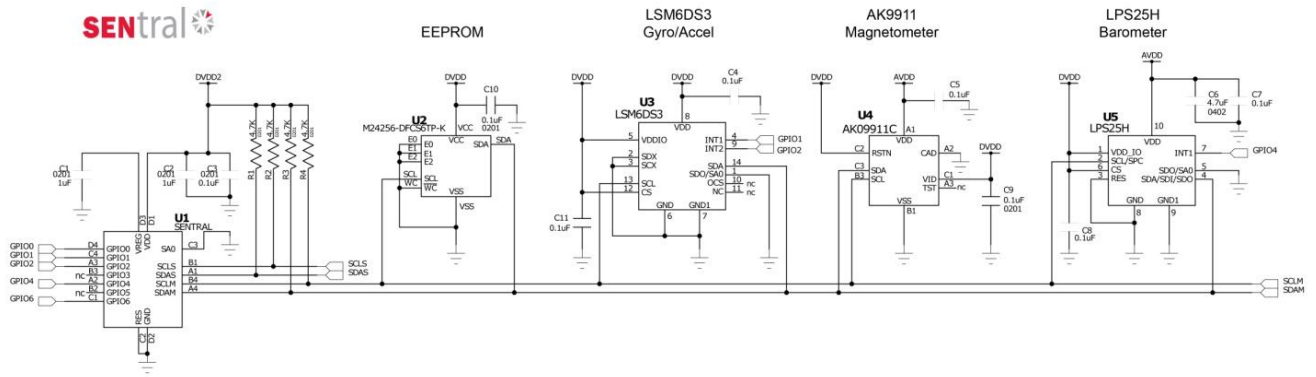 SENtral
EEPROM
LSM6DS3
Gyro/Accel
AK9911
Magnetometer
LPS25H
Barometer
DVDD2
R1
4.7K
0201
R2
4.7K
0201
R3
4.7K
0201
R4
4.7K
0201
C1
0201
1uF
C2
0201
1uF
C3
0201
0.1uF
U1
SENTRAL
D3
D1
VREG
VDD
GPIO0
D4
GPIO0
GPIO1
C4
GPIO1
GPIO2
A3
GPIO2
nc
B3
GPIO3
GPIO4
A2
GPIO4
nc
B2
GPIO5
GPIO6
C1
GPIO6
SA0
C3
SCLS
B1
SDAS
A1
SCLM
B4
SDAM
A4
RES
GND
C2
D2
SCLS
SDAS
DVDD
C10
0.1uF
0201
U2
M24256-DFCS6TP-K
VCC
VCC
E0
E0
E1
E1
E2
E2
SCL
SCL
WC
WC
SDA
SDA
VSS
VSS
DVDD
DVDD
C4
0.1uF
U3
LSM6DS3
8
VDD
5
VDDIO
2
SDX
3
SCX
13
SCL
12
CS
INT1
4
GPIO1
INT2
9
GPIO2
SDA
14
SDO/SA0
1
OCS
10
nc
NC
11
nc
GND
GND1
6
7
C11
0.1uF
DVDD
AVDD
C5
0.1uF
U4
AK09911C
A1
VDD
C2
RSTN
C3
SDA
B3
SCL
CAD
A2
VID
C1
TST
A3
nc
VSS
B1
DVDD
C9
0.1uF
0201
DVDD
AVDD
C6
4.7uF
0402
C7
0.1uF
U5
LPS25H
10
VDD
1
VDD_IO
2
SCL/SPC
6
CS
3
RES
INT1
7
GPIO4
SDO/SA0
5
SDA/SDI/SDO
4
GND
GND1
8
9
C8
0.1uF
SCLM
SDAM